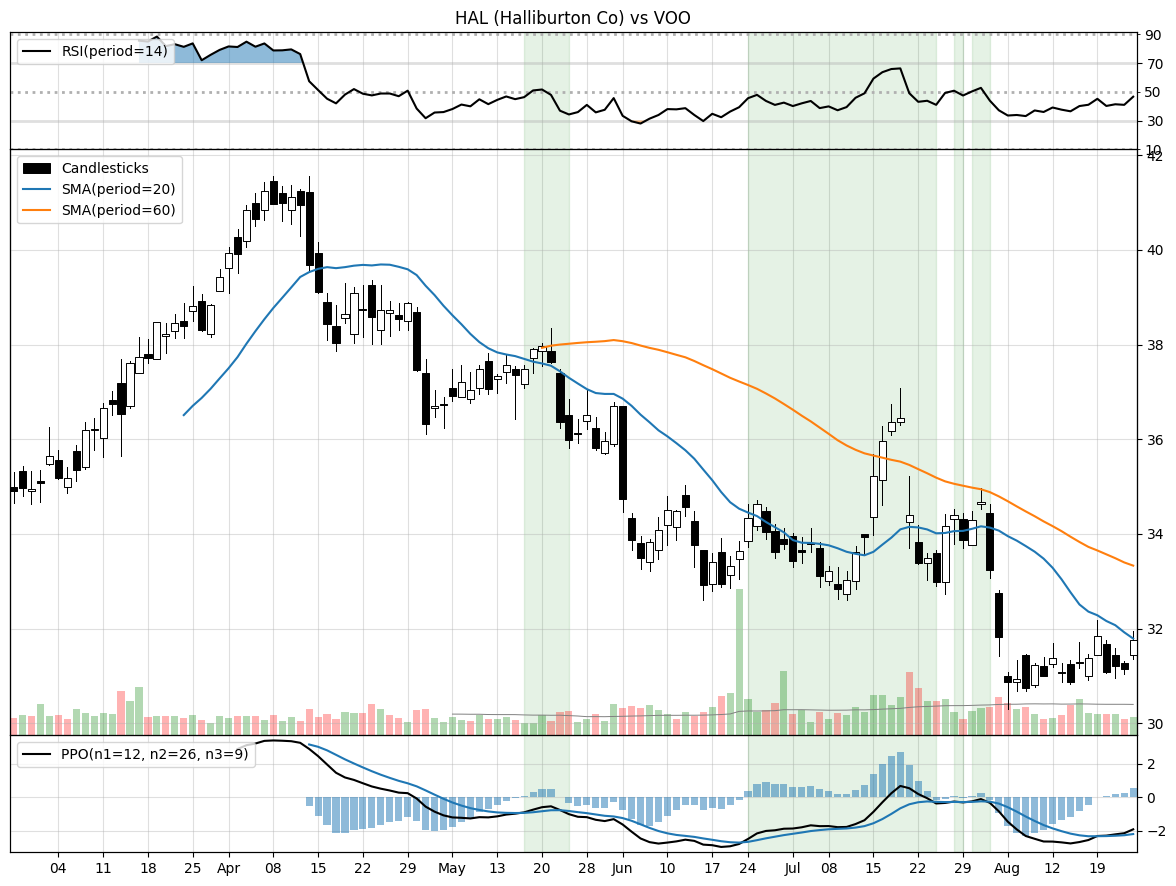 HAL (Halliburton Co) vs VOO
RSI(period=14)
90
70
50
30
10
Candlesticks
SMA(period=20)
SMA(period=60)
42
40
38
36
34
32
30
PPO(n1=12, n2=26, n3=9)
2
0
−2
04 11 18 25 Apr 08 15 22 29 May 13 20 28 Jun 10 17 24 Jul 08 15 22 29 Aug 12 19